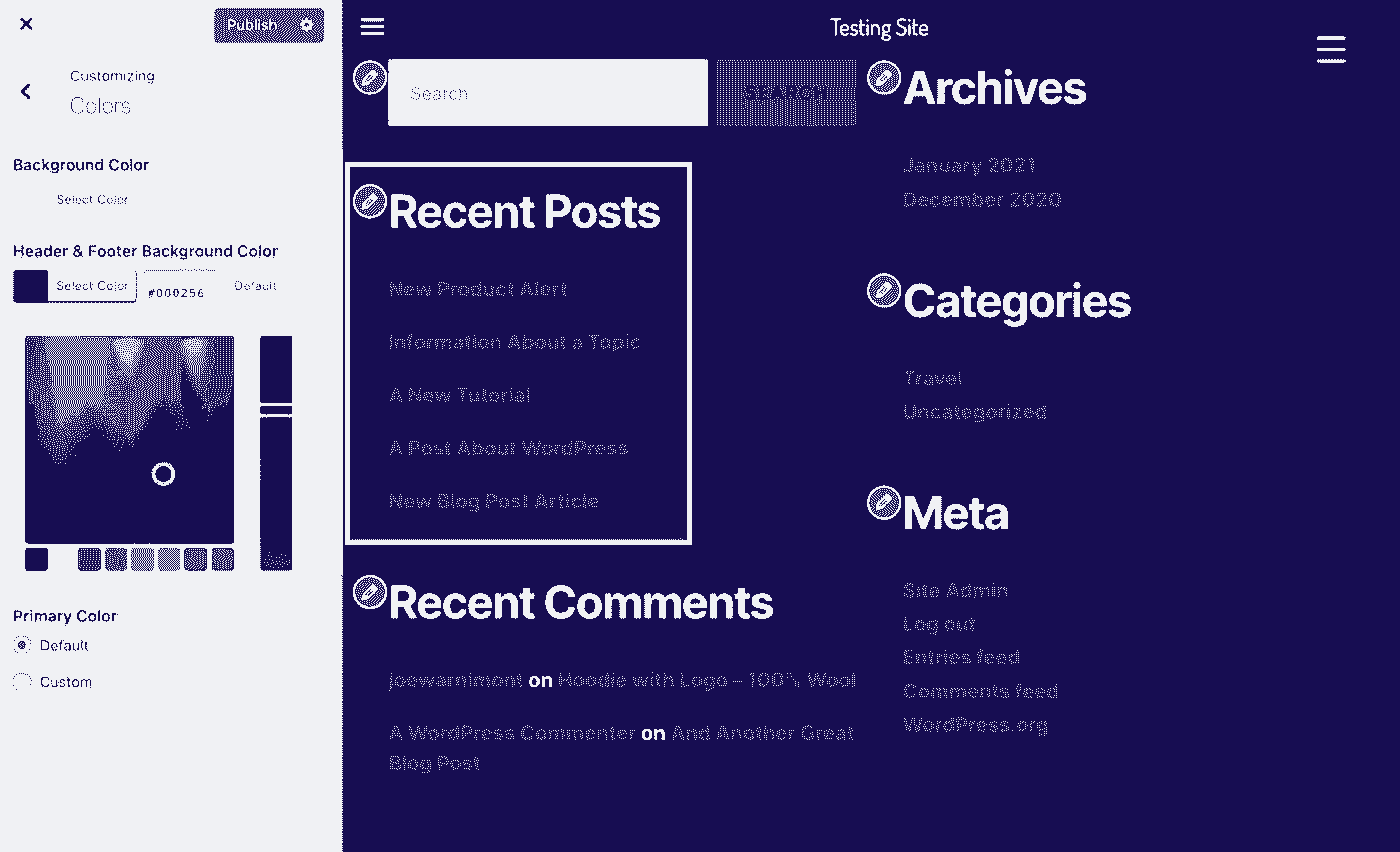 Publish
Customizing
Colors
Background Color
Select Color
Header & Footer Background Color
Select Color
#000256
Default
Primary Color
Default
Custom
Testing Site
Search
SEARCH
Recent Posts
New Product Alert
Information About a Topic
A New Tutorial
A Post About WordPress
New Blog Post Article
Recent Comments
joewarnimont on Hoodie with Logo – 100% Wool
A WordPress Commenter on And Another Great
Blog Post
Archives
January 2021
December 2020
Categories
Travel
Uncategorized
Meta
Site Admin
Log out
Entries feed
Comments feed
WordPress.org